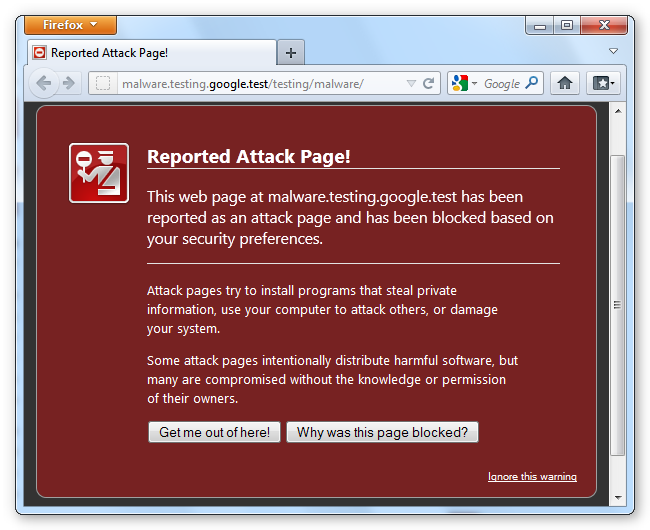 Firefox
Reported Attack Page!
malware.testing.google.test/testing/malware/
Google
Reported Attack Page!
This web page at malware.testing.google.test has been
reported as an attack page and has been blocked based on
your security preferences.
Attack pages try to install programs that steal private
information, use your computer to attack others, or damage
your system.
Some attack pages intentionally distribute harmful software, but
many are compromised without the knowledge or permission
of their owners.
Get me out of here! Why was this page blocked?
Ignore this warning